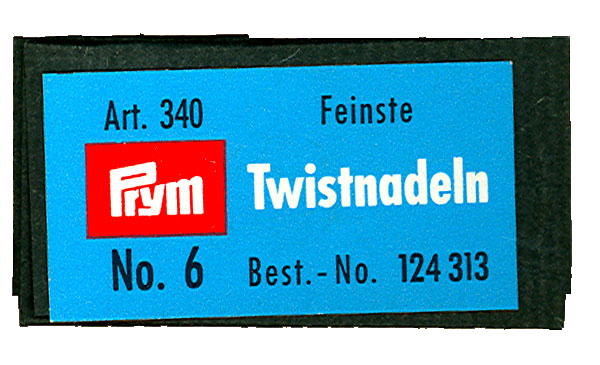 Art. 340
Feinste
Prym
Twistnadeln
No. 6
Best.-No. 124 313